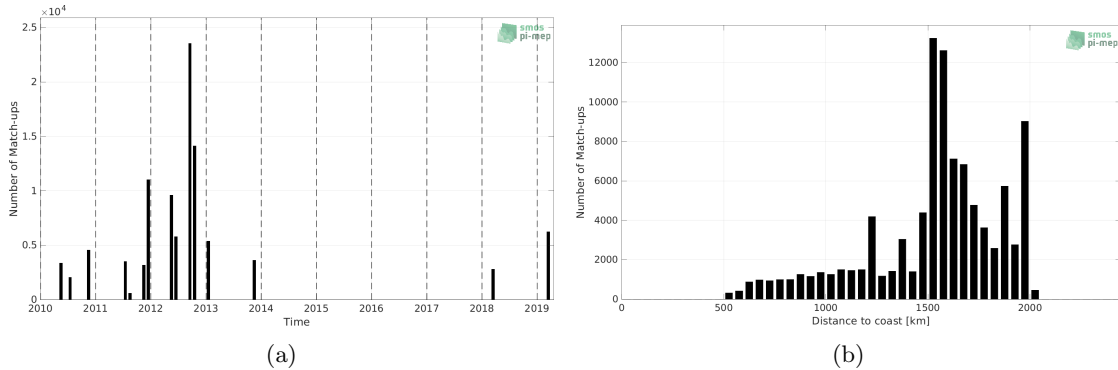 ×10⁴
2.5
2
1.5
1
0.5
0
Number of Match-ups
2010 2011 2012 2013 2014 2015 2016 2017 2018 2019
Time
smos
pi-mep
(a)
12000
10000
8000
6000
4000
2000
0
Number of Match-ups
0 500 1000 1500 2000
Distance to coast [km]
smos
pi-mep
(b)